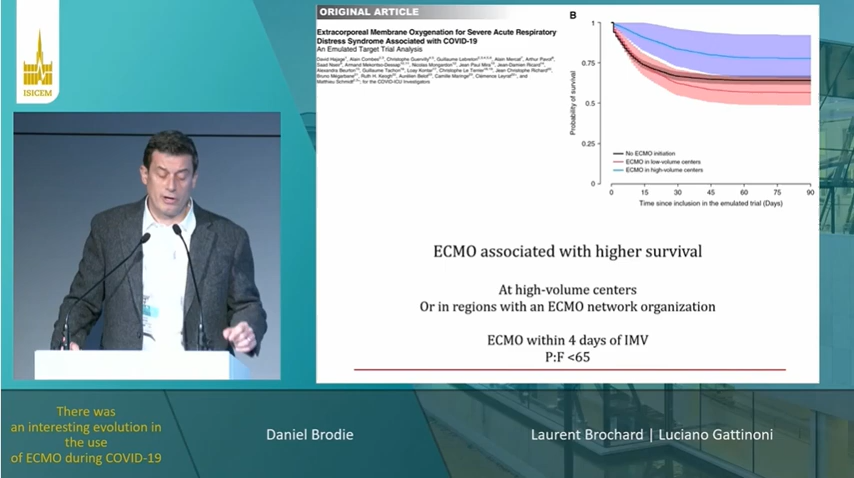 ISICEM
ORIGINAL ARTICLE
Extracorporeal Membrane Oxygenation for Severe Acute Respiratory
Distress Syndrome Associated with COVID-19
An Emulated Target Trial Analysis
B
Probability of survival
1
0.75
0.5
0.25
0
No ECMO initiation
ECMO in low-volume centers
ECMO in high-volume centers
0 15 30 45 60 75 90
Time since inclusion in the emulated trial (Days)
ECMO associated with higher survival
At high-volume centers
Or in regions with an ECMO network organization
ECMO within 4 days of IMV
P:F <65
There was
an interesting evolution in
the use
of ECMO during COVID-19
Daniel Brodie
Laurent Brochard | Luciano Gattinoni